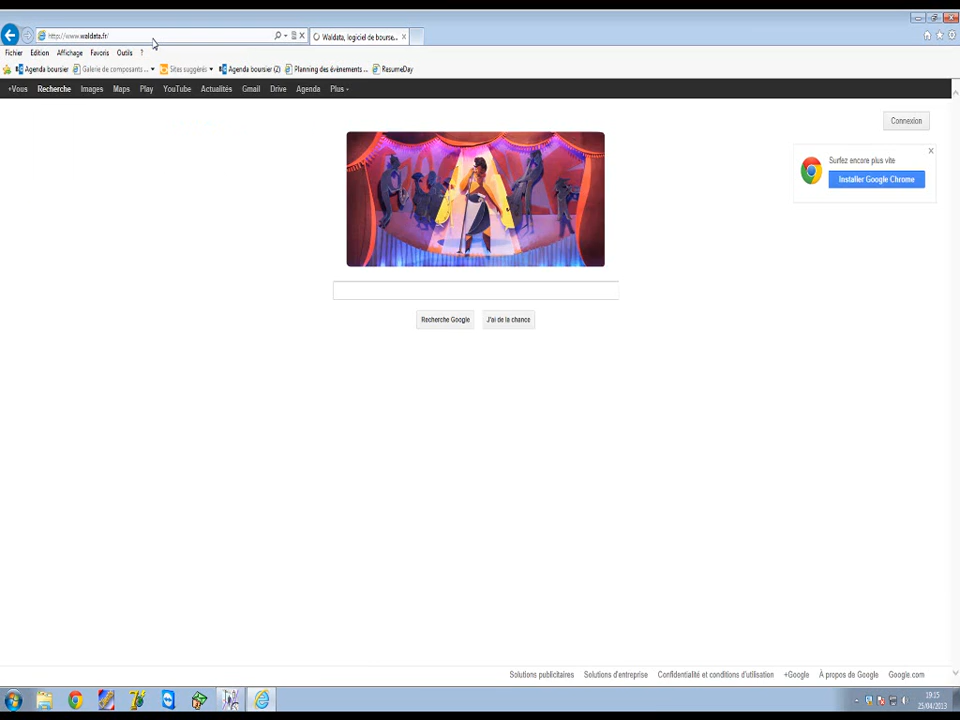 http://www.waldata.fr/
Waldata, logiciel de bourse...
Fichier Edition Affichage Favoris Outils ?
Agenda boursier Galerie de composants ... Sites suggérés Agenda boursier (2) Planning des évènements ... ResumeDay
+Vous Recherche Images Maps Play YouTube Actualités Gmail Drive Agenda Plus
Connexion
Surfez encore plus vite
Installer Google Chrome
Recherche Google J'ai de la chance
Solutions publicitaires Solutions d'entreprise Confidentialité et conditions d'utilisation +Google À propos de Google Google.com
19:15
25/04/2013